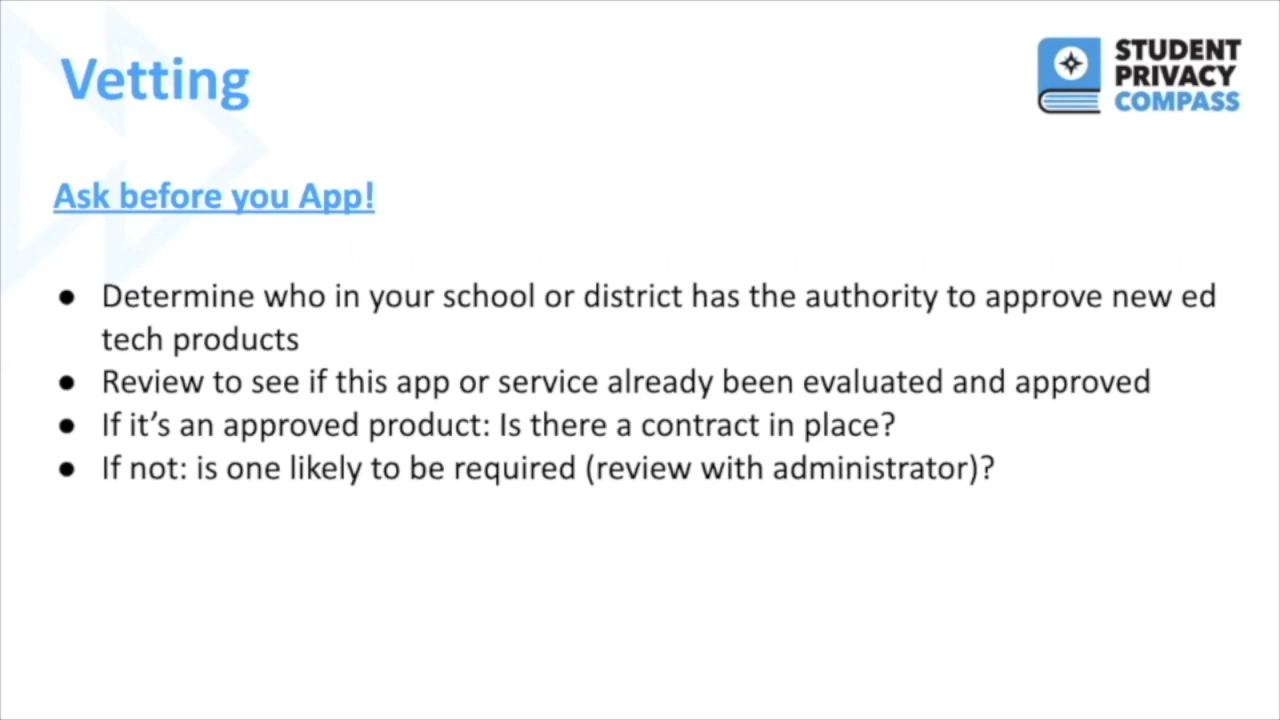 Vetting
STUDENT
PRIVACY
COMPASS
Ask before you App!
● Determine who in your school or district has the authority to approve new ed
tech products
● Review to see if this app or service already been evaluated and approved
● If it’s an approved product: Is there a contract in place?
● If not: is one likely to be required (review with administrator)?